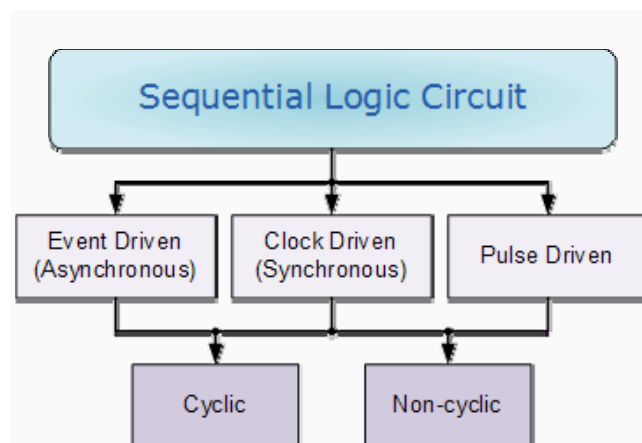 Sequential Logic Circuit
Event Driven
(Asynchronous)
Clock Driven
(Synchronous)
Pulse Driven
Cyclic
Non-cyclic